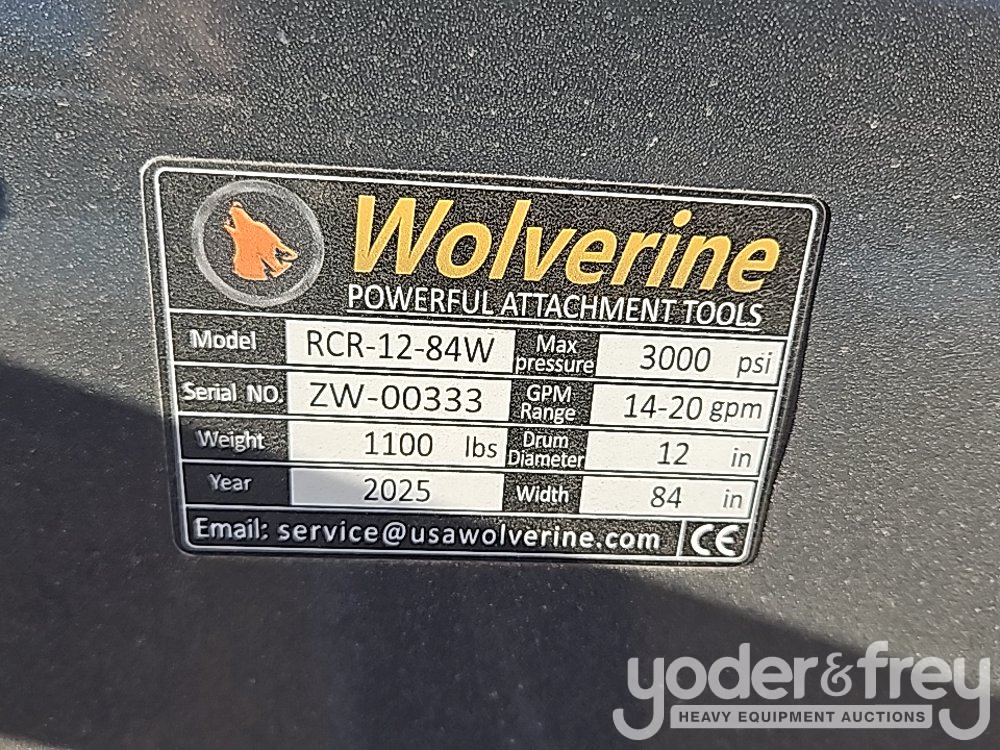 Wolverine
POWERFUL ATTACHMENT TOOLS
Model RCR-12-84W Max pressure 3000 psi
Serial NO. ZW-00333 GPM Range 14-20 gpm
Weight 1100 lbs Drum Diameter 12 in
Year 2025 Width 84 in
Email: service@usawolverine.com CE
yoder&frey
HEAVY EQUIPMENT AUCTIONS